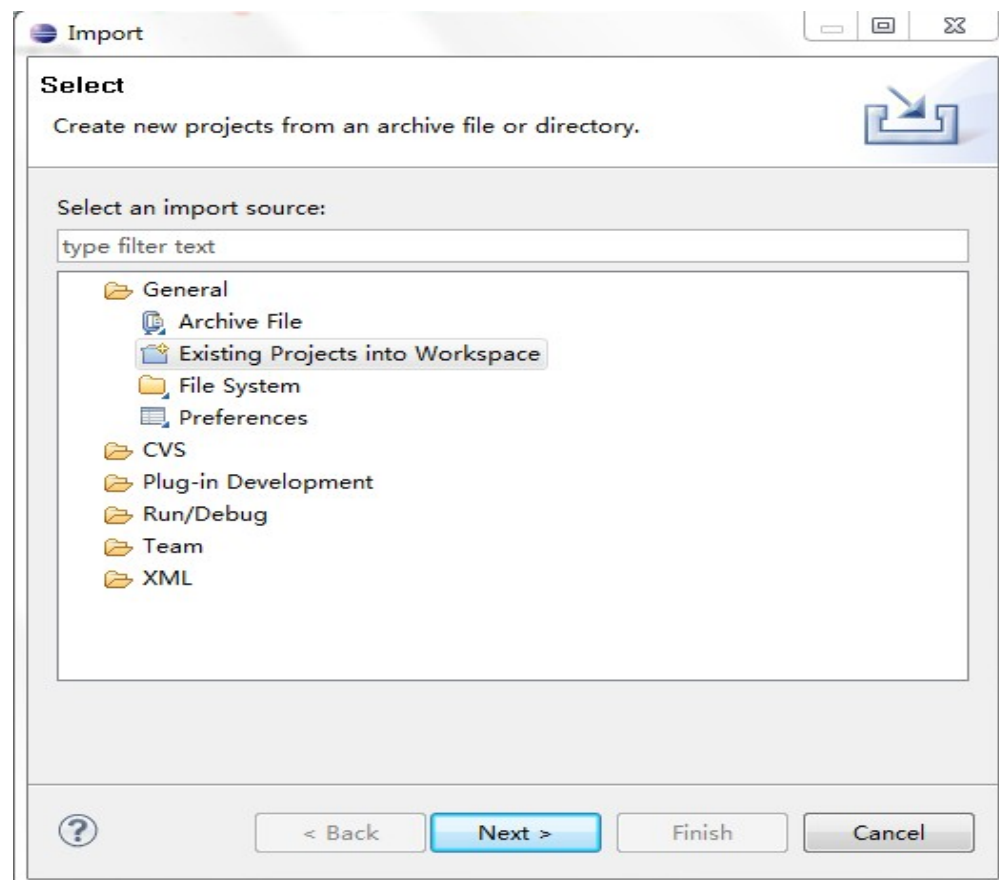 Import
Select
Create new projects from an archive file or directory.
Select an import source:
type filter text
General
Archive File
Existing Projects into Workspace
File System
Preferences
CVS
Plug-in Development
Run/Debug
Team
XML
?
< Back Next > Finish Cancel